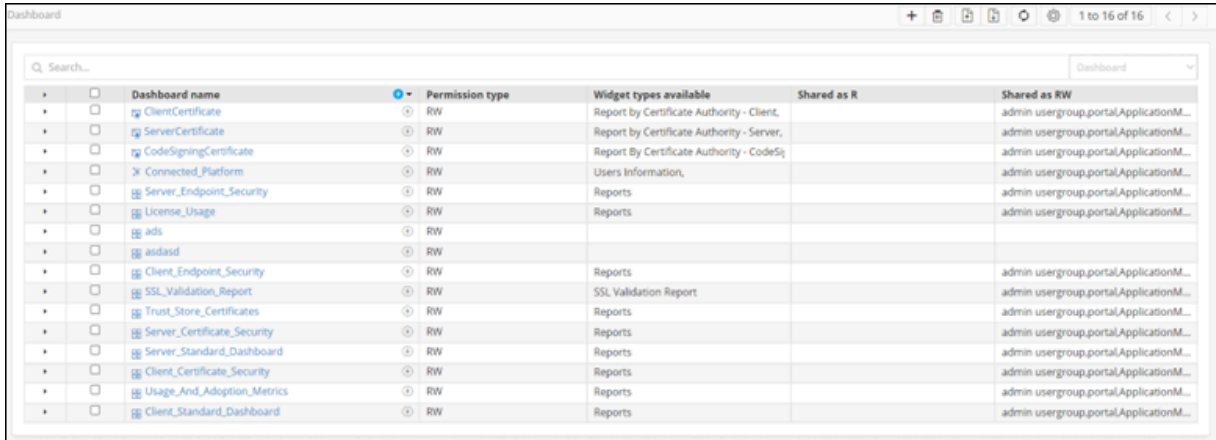 Dashboard
1 to 16 of 16
Search...
Dashboard
Dashboard name Permission type Widget types available Shared as R Shared as RW
ClientCertificate RW Report by Certificate Authority - Client, admin usergroup,portal,ApplicationM...
ServerCertificate RW Report by Certificate Authority - Server, admin usergroup,portal,ApplicationM...
CodeSigningCertificate RW Report By Certificate Authority - CodeSig admin usergroup,portal,ApplicationM...
Connected_Platform RW Users Information, admin usergroup,portal,ApplicationM...
Server_Endpoint_Security RW Reports admin usergroup,portal,ApplicationM...
License_Usage RW Reports admin usergroup,portal,ApplicationM...
ads RW
asdasd RW
Client_Endpoint_Security RW Reports admin usergroup,portal,ApplicationM...
SSL_Validation_Report RW SSL Validation Report admin usergroup,portal,ApplicationM...
Trust_Store_Certificates RW Reports admin usergroup,portal,ApplicationM...
Server_Certificate_Security RW Reports admin usergroup,portal,ApplicationM...
Server_Standard_Dashboard RW Reports admin usergroup,portal,ApplicationM...
Client_Certificate_Security RW Reports admin usergroup,portal,ApplicationM...
Usage_And_Adoption_Metrics RW Reports admin usergroup,portal,ApplicationM...
Client_Standard_Dashboard RW Reports admin usergroup,portal,ApplicationM...